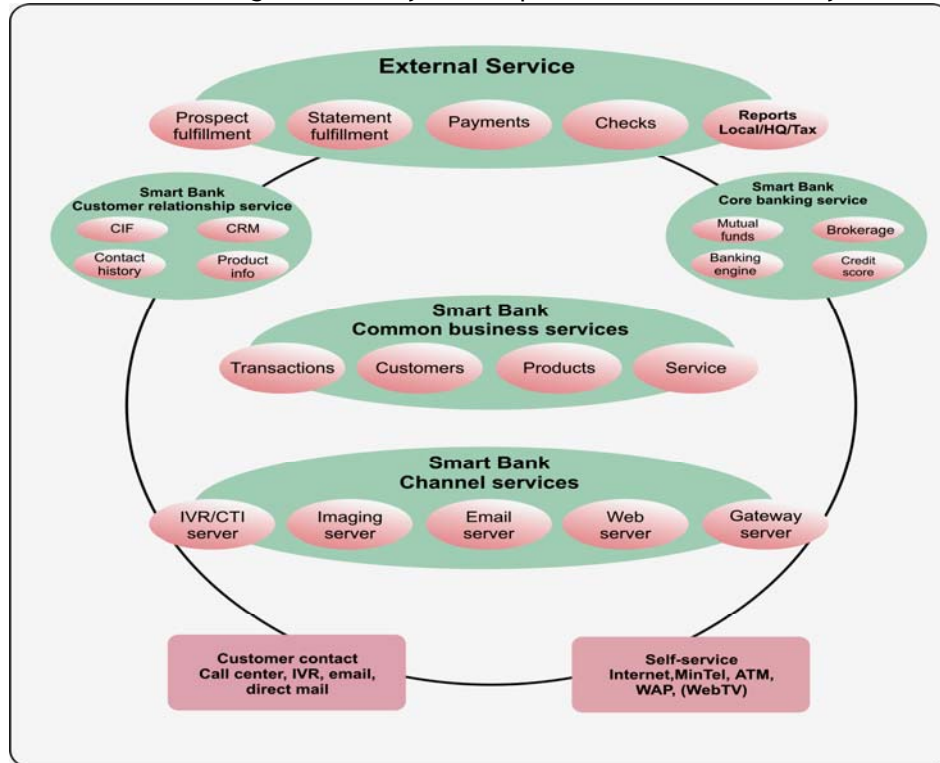 External Service
Prospect
fulfillment
Statement
fulfillment
Payments
Checks
Reports
Local/HQ/Tax
Smart Bank
Customer relationship service
CIF
CRM
Contact
history
Product
info
Smart Bank
Core banking service
Mutual
funds
Brokerage
Banking
engine
Credit
score
Smart Bank
Common business services
Transactions
Customers
Products
Service
Smart Bank
Channel services
IVR/CTI
server
Imaging
server
Email
server
Web
server
Gateway
server
Customer contact
Call center, IVR, email,
direct mail
Self-service
Internet,MinTel, ATM,
WAP, (WebTV)